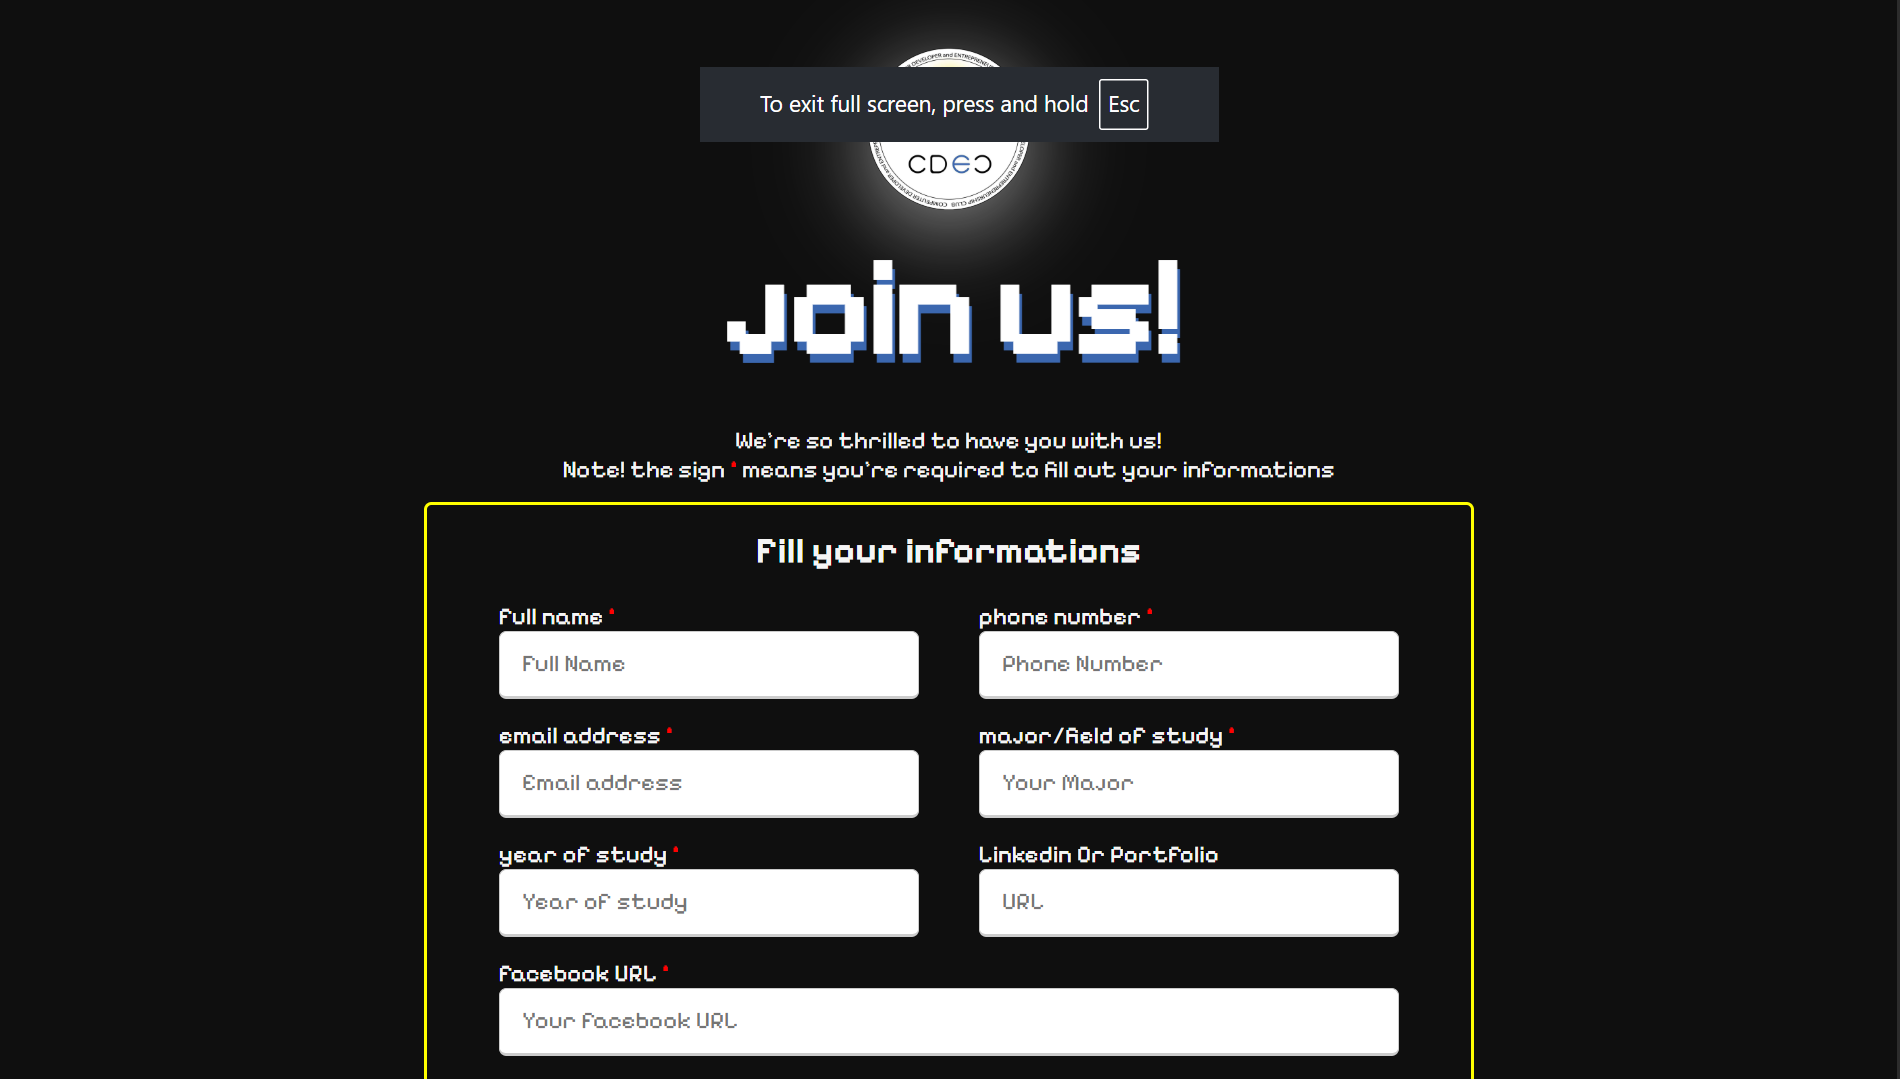 To exit full screen, press and hold Esc
CDEC
Join us!
We're so thrilled to have you with us!
Note! the sign * means you're required to fill out your informations
Fill your informations
full name *
phone number *
Full Name
Phone Number
email address *
major/field of study *
Email address
Your Major
year of study *
Linkedin Or Portfolio
Year of study
URL
facebook URL *
Your facebook URL